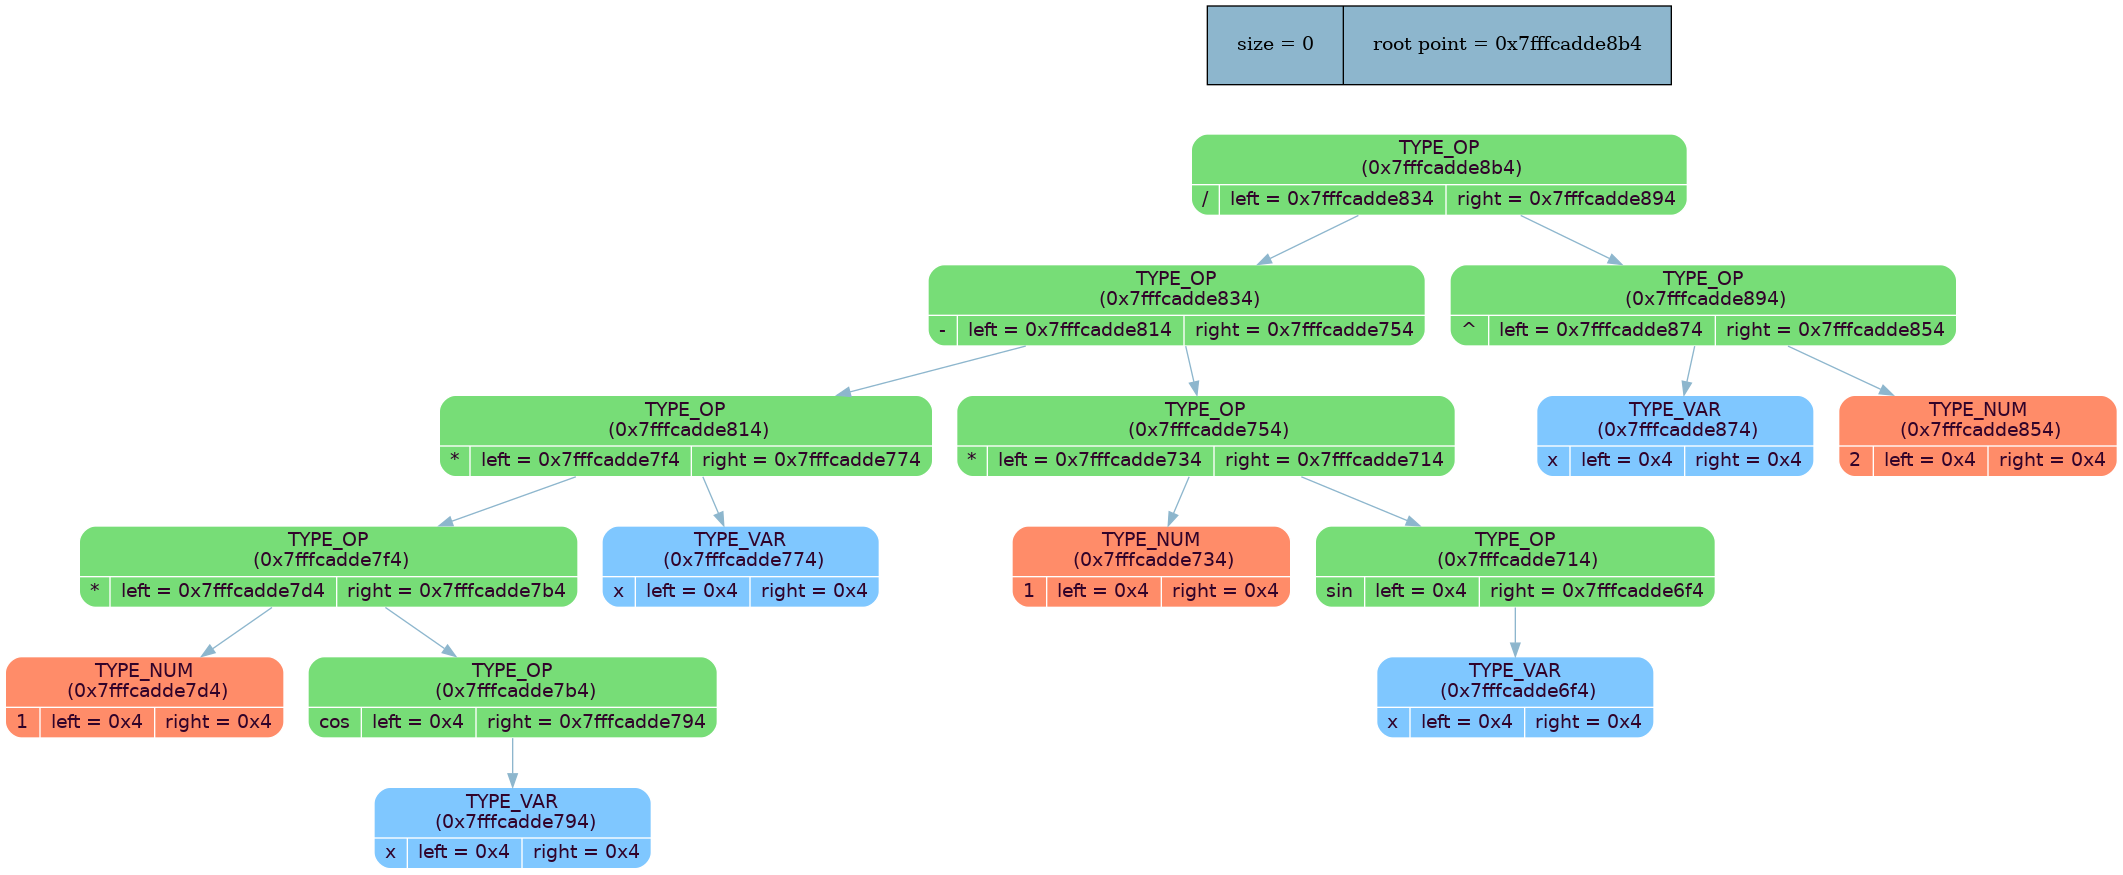 size = 0 root point = 0x7fffcadde8b4
TYPE_OP
(0x7fffcadde8b4)
/ left = 0x7fffcadde834 right = 0x7fffcadde894
TYPE_OP
(0x7fffcadde834)
- left = 0x7fffcadde814 right = 0x7fffcadde754
TYPE_OP
(0x7fffcadde894)
^ left = 0x7fffcadde874 right = 0x7fffcadde854
TYPE_OP
(0x7fffcadde814)
* left = 0x7fffcadde7f4 right = 0x7fffcadde774
TYPE_OP
(0x7fffcadde754)
* left = 0x7fffcadde734 right = 0x7fffcadde714
TYPE_VAR
(0x7fffcadde874)
x left = 0x4 right = 0x4
TYPE_NUM
(0x7fffcadde854)
2 left = 0x4 right = 0x4
TYPE_OP
(0x7fffcadde7f4)
* left = 0x7fffcadde7d4 right = 0x7fffcadde7b4
TYPE_VAR
(0x7fffcadde774)
x left = 0x4 right = 0x4
TYPE_NUM
(0x7fffcadde734)
1 left = 0x4 right = 0x4
TYPE_OP
(0x7fffcadde714)
sin left = 0x4 right = 0x7fffcadde6f4
TYPE_NUM
(0x7fffcadde7d4)
1 left = 0x4 right = 0x4
TYPE_OP
(0x7fffcadde7b4)
cos left = 0x4 right = 0x7fffcadde794
TYPE_VAR
(0x7fffcadde6f4)
x left = 0x4 right = 0x4
TYPE_VAR
(0x7fffcadde794)
x left = 0x4 right = 0x4